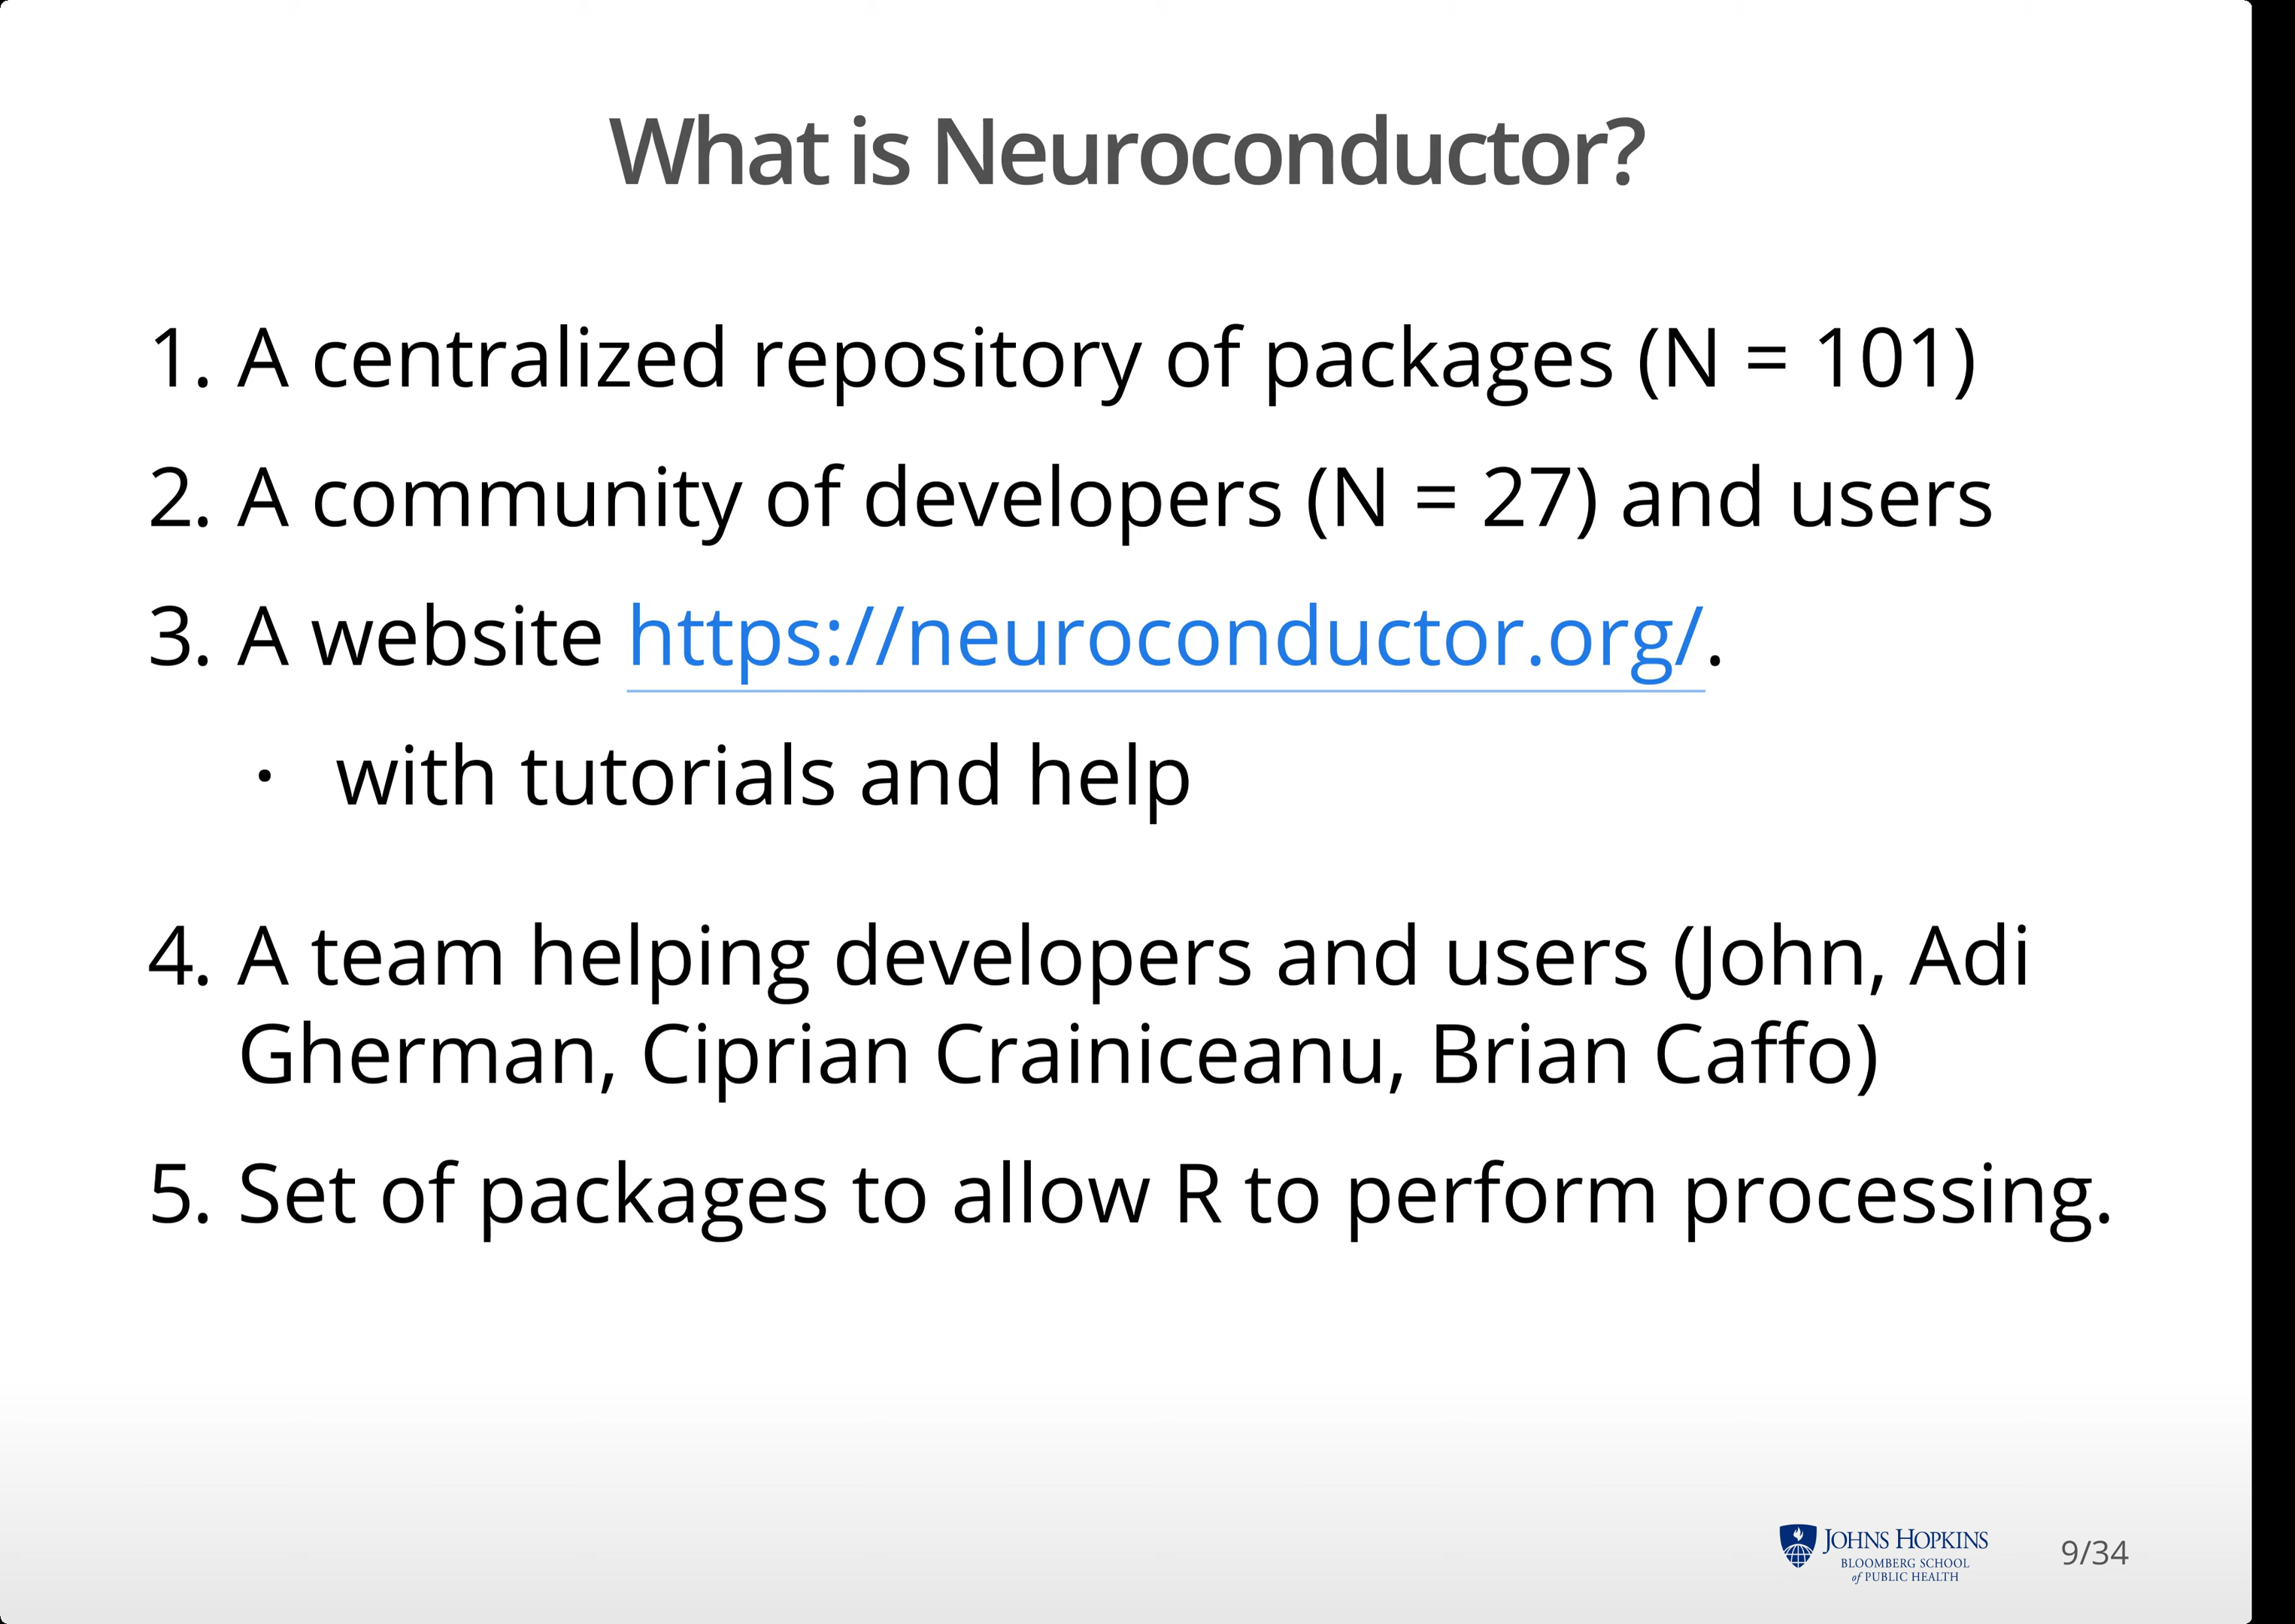 What is Neuroconductor?
1. A centralized repository of packages (N = 101)
2. A community of developers (N = 27) and users
3. A website https://neuroconductor.org/.
· with tutorials and help
4. A team helping developers and users (John, Adi
Gherman, Ciprian Crainiceanu, Brian Caffo)
5. Set of packages to allow R to perform processing.
JOHNS HOPKINS
BLOOMBERG SCHOOL
of PUBLIC HEALTH
9/34